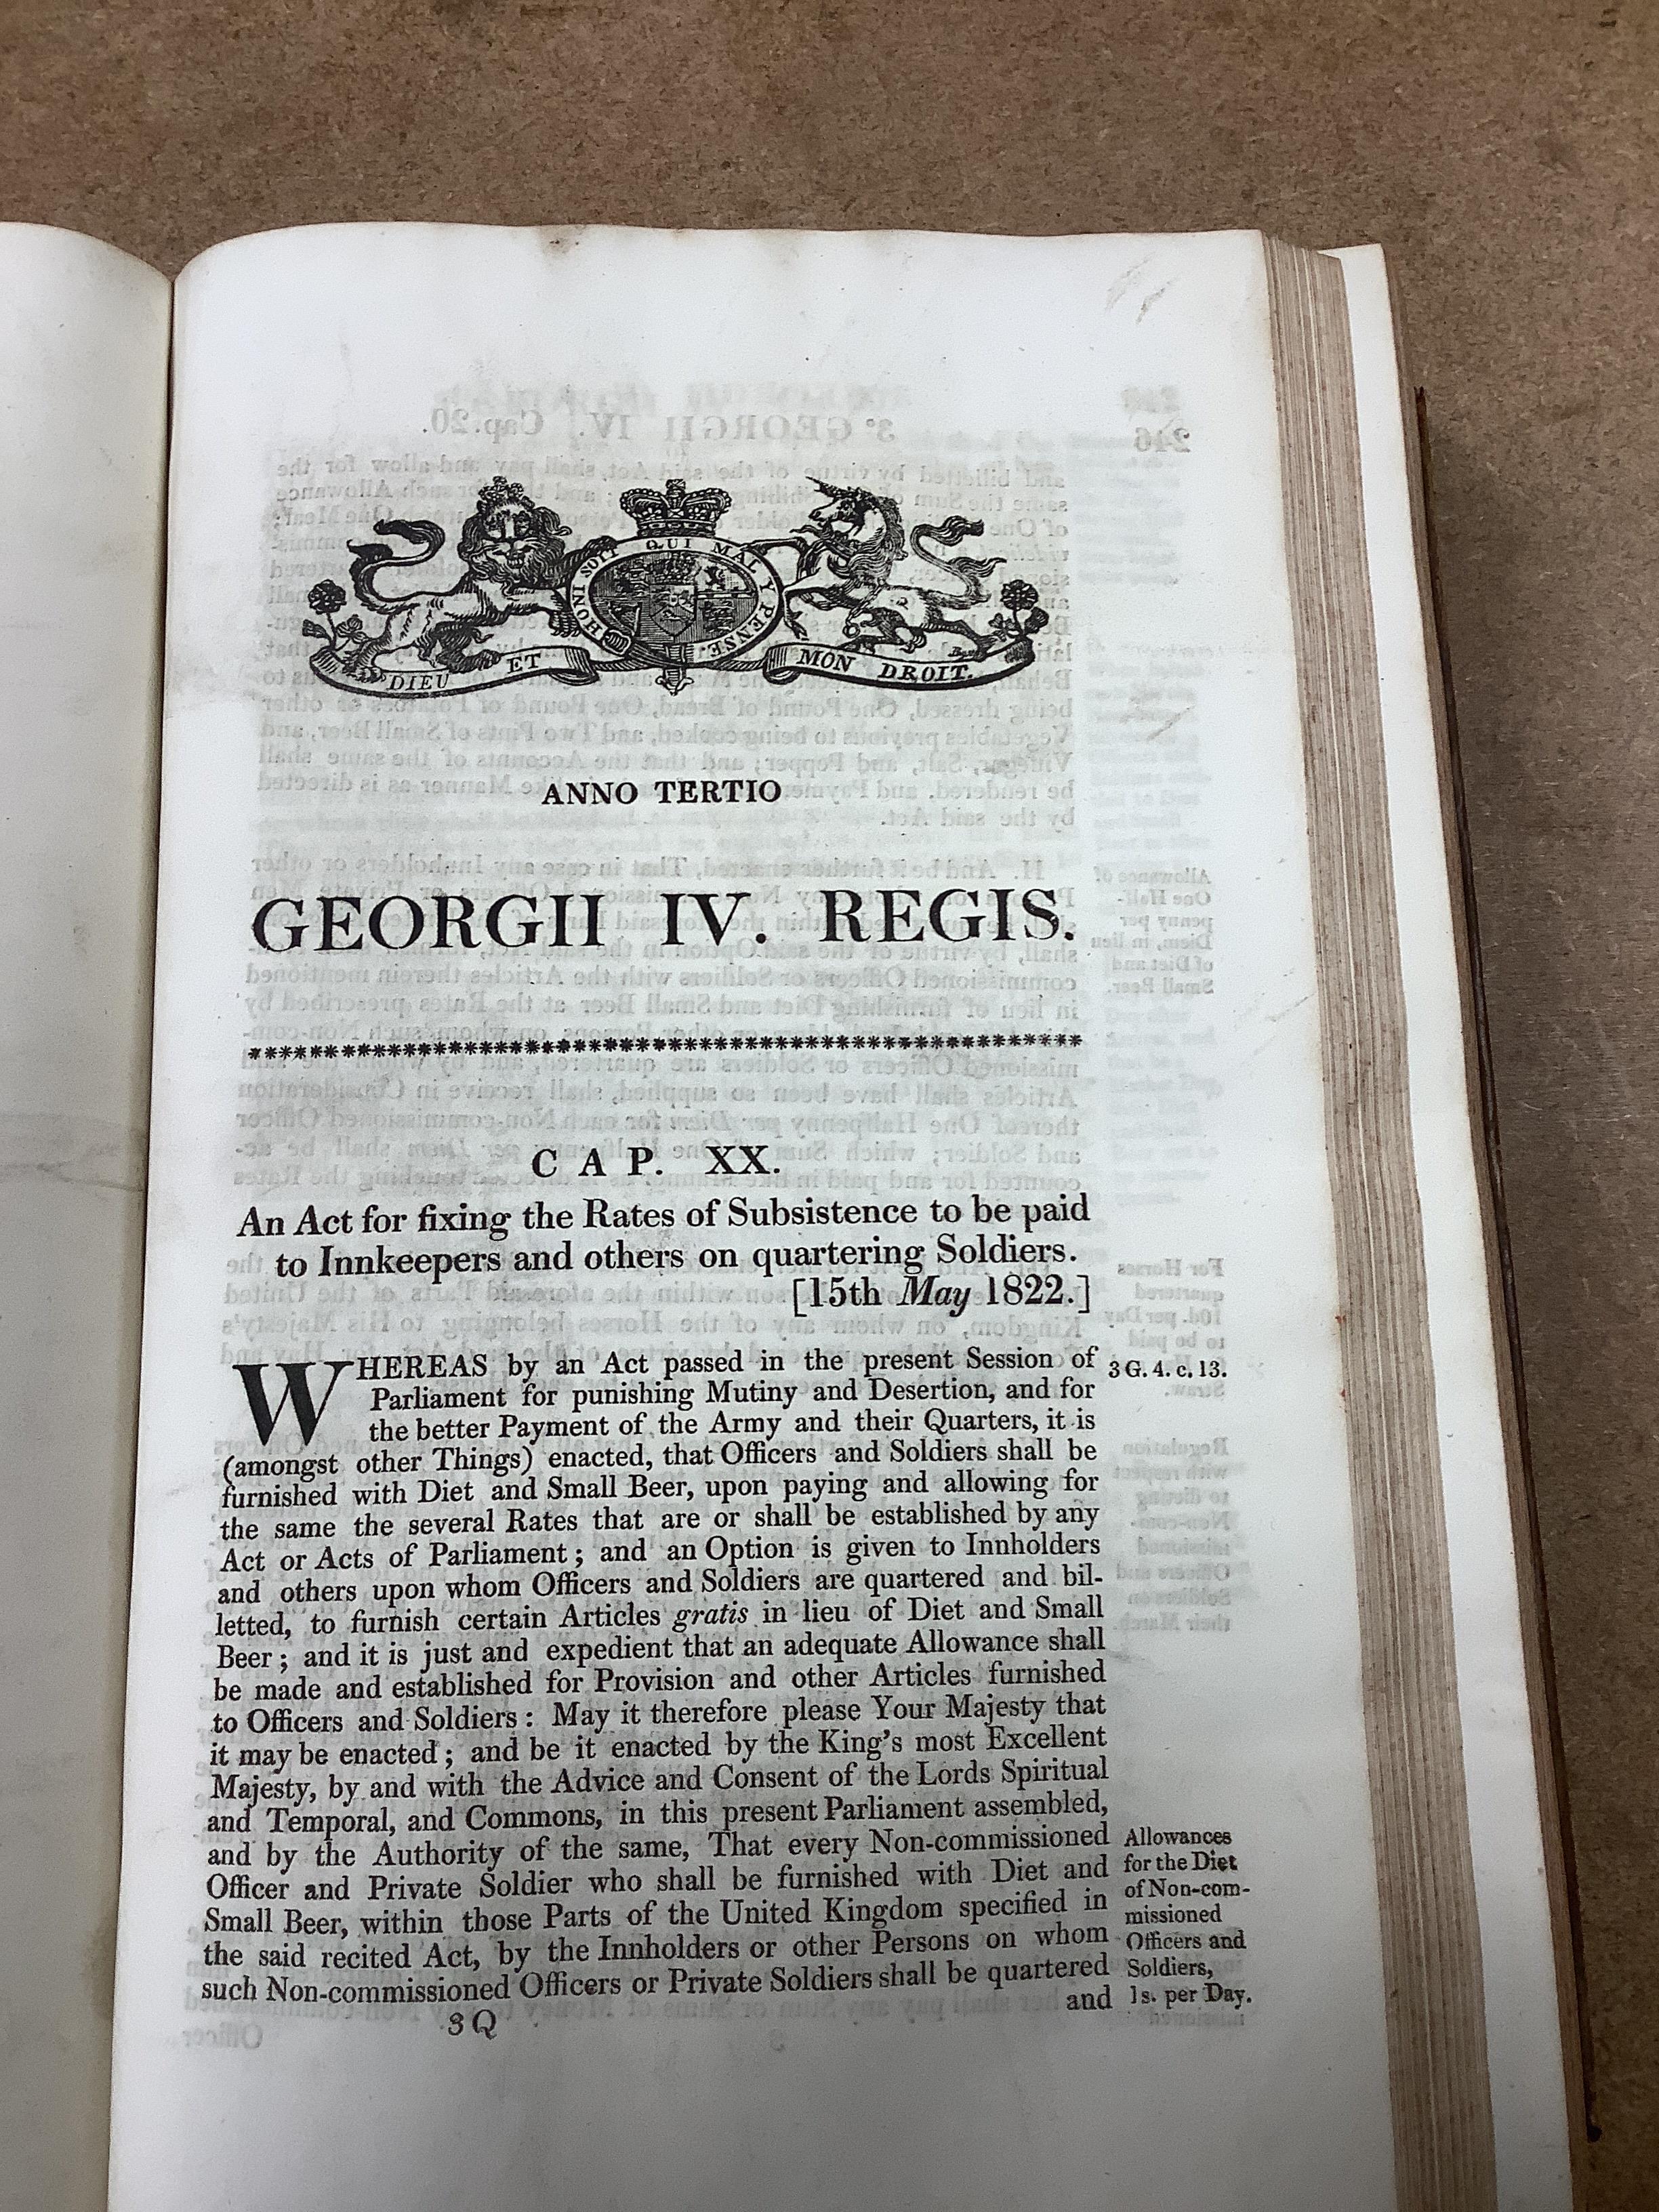 HONI SOIT QUI MAL Y PENSE.
DIEU ET MON DROIT.
ANNO TERTIO
GEORGII IV. REGIS.
CAP. XX.
An Act for fixing the Rates of Subsistence to be paid
to Innkeepers and others on quartering Soldiers.
[15th May 1822.]
WHEREAS by an Act passed in the present Session of
3 G. 4. c. 13.
Parliament for punishing Mutiny and Desertion, and for
the better Payment of the Army and their Quarters, it is
(amongst other Things) enacted, that Officers and Soldiers shall be
furnished with Diet and Small Beer, upon paying and allowing for
the same the several Rates that are or shall be established by any
Act or Acts of Parliament; and an Option is given to Innholders
and others upon whom Officers and Soldiers are quartered and bil-
letted, to furnish certain Articles gratis in lieu of Diet and Small
Beer; and it is just and expedient that an adequate Allowance shall
be made and established for Provision and other Articles furnished
to Officers and Soldiers: May it therefore please Your Majesty that
it may be enacted; and be it enacted by the King's most Excellent
Majesty, by and with the Advice and Consent of the Lords Spiritual
and Temporal, and Commons, in this present Parliament assembled,
and by the Authority of the same, That every Non-commissioned
Officer and Private Soldier who shall be furnished with Diet and
Small Beer, within those Parts of the United Kingdom specified in
the said recited Act, by the Innholders or other Persons on whom
such Non-commissioned Officers or Private Soldiers shall be quartered
and
Allowances
for the Diet
of Non-com-
missioned
Officers and
Soldiers,
1s. per Day.
3 Q